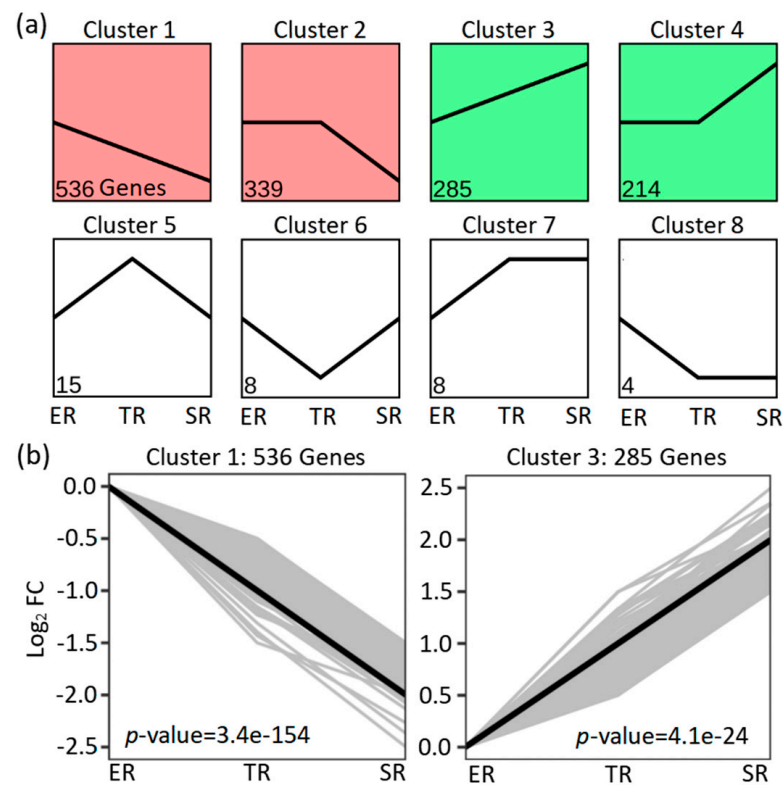 (a)
Cluster 1 Cluster 2 Cluster 3 Cluster 4
536 Genes 339 285 214
Cluster 5 Cluster 6 Cluster 7 Cluster 8
15 8 8 4
ER TR SR ER TR SR ER TR SR ER TR SR
(b)
Cluster 1: 536 Genes Cluster 3: 285 Genes
Log₂ FC
0.0
-0.5
-1.0
-1.5
-2.0
-2.5
p-value=3.4e-154
ER TR SR
2.5
2.0
1.5
1.0
0.5
0.0
p-value=4.1e-24
ER TR SR